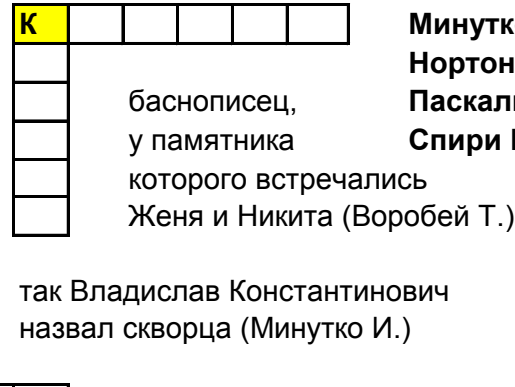 К
Минутк
Нортон
баснописец,
Паскал
у памятника
Спири
которого встречались
Женя и Никита (Воробей Т.)
так Владислав Константинович
назвал скворца (Минутко И.)